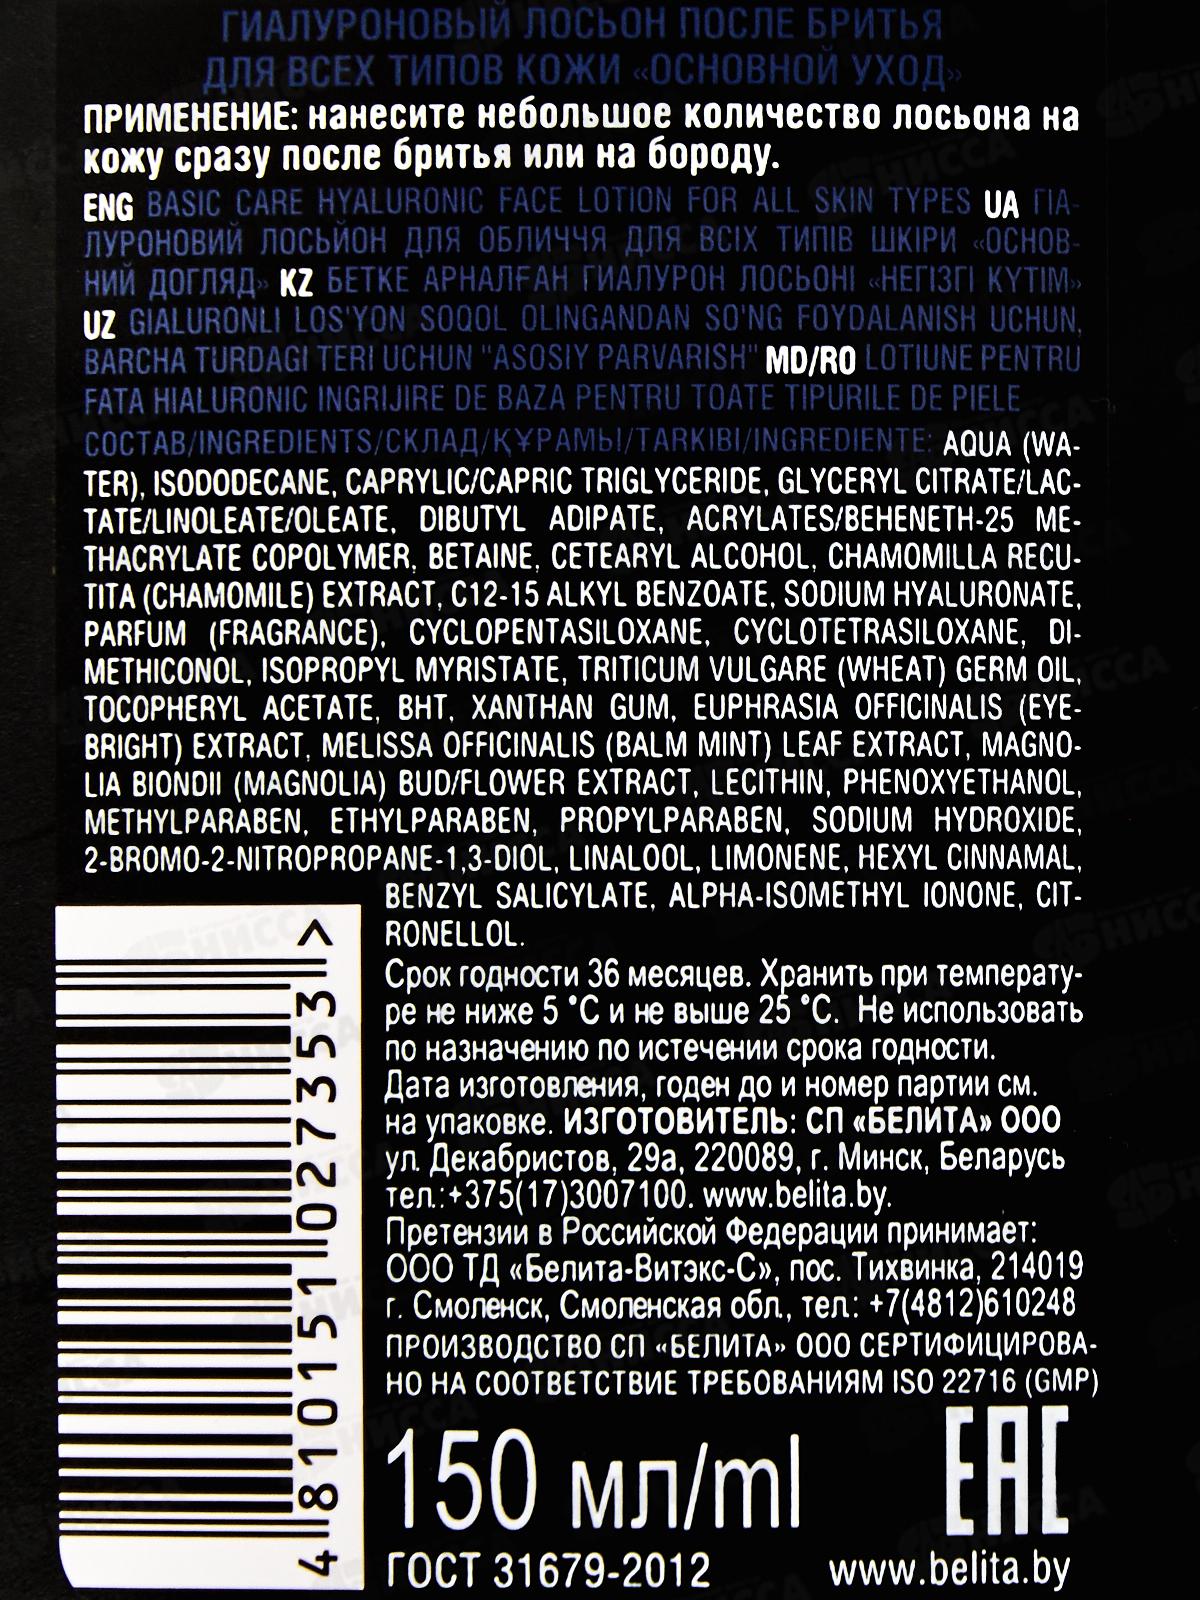 ГИАЛУРОНОВЫЙ ЛОСЬОН ПОСЛЕ БРИТЬЯ
ДЛЯ ВСЕХ ТИПОВ КОЖИ «ОСНОВНОЙ УХОД»
ПРИМЕНЕНИЕ: нанесите небольшое количество лосьона на
кожу сразу после бритья или на бороду.
ENG BASIC CARE HYALURONIC FACE LOTION FOR ALL SKIN TYPES UA ГІА-
ЛУРОНОВИЙ ЛОСЬЙОН ДЛЯ ОБЛИЧЧЯ ДЛЯ ВСІХ ТИПІВ ШКІРИ «ОСНОВ-
НИЙ ДОГЛЯД» KZ БЕТКЕ АРНАЛҒАН ГИАЛУРОН ЛОСЬОНІ «НЕГІЗГІ КҮТІМ»
UZ GIALURONLI LOS'YON SOQOL OLINGANDAN SO'NG FOYDALANISH UCHUN,
BARCHA TURDAGI TERI UCHUN "ASOSIY PARVARISH" MD/RO LOTIUNE PENTRU
FATA HIALURONIC INGRIJIRE DE BAZA PENTRU TOATE TIPURILE DE PIELE
СОСТАВ/INGREDIENTS/СКЛАД/ҚҰРАМЫ/TARKIBI/INGREDIENTE: AQUA (WA-
TER), ISODODECANE, CAPRYLIC/CAPRIC TRIGLYCERIDE, GLYCERYL CITRATE/LAC-
TATE/LINOLEATE/OLEATE, DIBUTYL ADIPATE, ACRYLATES/BEHENETH-25 ME-
THACRYLATE COPOLYMER, BETAINE, CETEARYL ALCOHOL, CHAMOMILLA RECU-
TITA (CHAMOMILE) EXTRACT, C12-15 ALKYL BENZOATE, SODIUM HYALURONATE,
PARFUM (FRAGRANCE), CYCLOPENTASILOXANE, CYCLOTETRASILOXANE, DI-
METHICONOL, ISOPROPYL MYRISTATE, TRITICUM VULGARE (WHEAT) GERM OIL,
TOCOPHERYL ACETATE, BHT, XANTHAN GUM, EUPHRASIA OFFICINALIS (EYE-
BRIGHT) EXTRACT, MELISSA OFFICINALIS (BALM MINT) LEAF EXTRACT, MAGNO-
LIA BIONDII (MAGNOLIA) BUD/FLOWER EXTRACT, LECITHIN, PHENOXYETHANOL,
METHYLPARABEN, ETHYLPARABEN, PROPYLPARABEN, SODIUM HYDROXIDE,
2-BROMO-2-NITROPROPANE-1,3-DIOL, LINALOOL, LIMONENE, HEXYL CINNAMAL,
BENZYL SALICYLATE, ALPHA-ISOMETHYL IONONE, CIT-
RONELLOL.
Срок годности 36 месяцев. Хранить при температу-
ре не ниже 5 °С и не выше 25 °С. Не использовать
по назначению по истечении срока годности.
Дата изготовления, годен до и номер партии см.
на упаковке. ИЗГОТОВИТЕЛЬ: СП «БЕЛИТА» ООО
ул. Декабристов, 29а, 220089, г. Минск, Беларусь
тел.:+375(17)3007100. www.belita.by.
Претензии в Российской Федерации принимает:
ООО ТД «Белита-Витэкс-С», пос. Тихвинка, 214019
г. Смоленск, Смоленская обл., тел.: +7(4812)610248
ПРОИЗВОДСТВО СП «БЕЛИТА» ООО СЕРТИФИЦИРОВА-
НО НА СООТВЕТСТВИЕ ТРЕБОВАНИЯМ ISO 22716 (GMP)
4 810151 027353 >
150 мл/ml
EAC
ГОСТ 31679-2012
www.belita.by